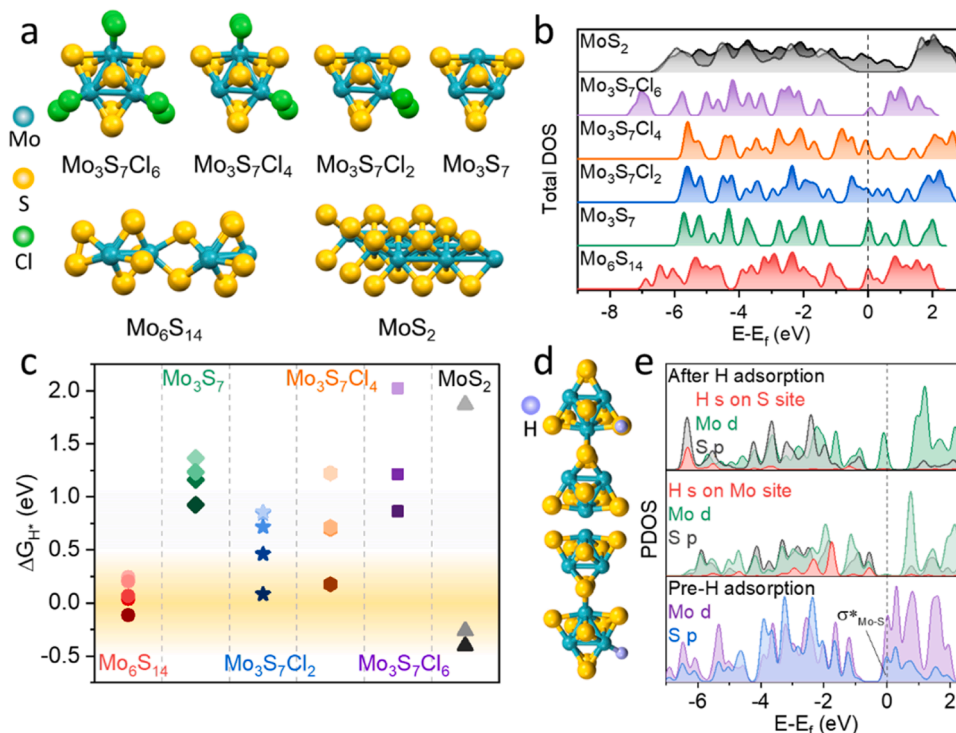 a
Mo
S
Cl
Mo₃S₇Cl₆
Mo₃S₇Cl₄
Mo₃S₇Cl₂
Mo₃S₇
Mo₆S₁₄
MoS₂
b
Total DOS
MoS₂
Mo₃S₇Cl₆
Mo₃S₇Cl₄
Mo₃S₇Cl₂
Mo₃S₇
Mo₆S₁₄
-8 -6 -4 -2 0 2
E-E_f (eV)
c
ΔG_H* (eV)
2.0
1.5
1.0
0.5
0.0
-0.5
Mo₃S₇
Mo₃S₇Cl₄
MoS₂
Mo₆S₁₄
Mo₃S₇Cl₂
Mo₃S₇Cl₆
d
H
e
PDOS
After H adsorption
H s on S site
Mo d
S p
H s on Mo site
Mo d
S p
Pre-H adsorption
Mo d
S p
σ*Mo-S
-6 -4 -2 0 2
E-E_f (eV)